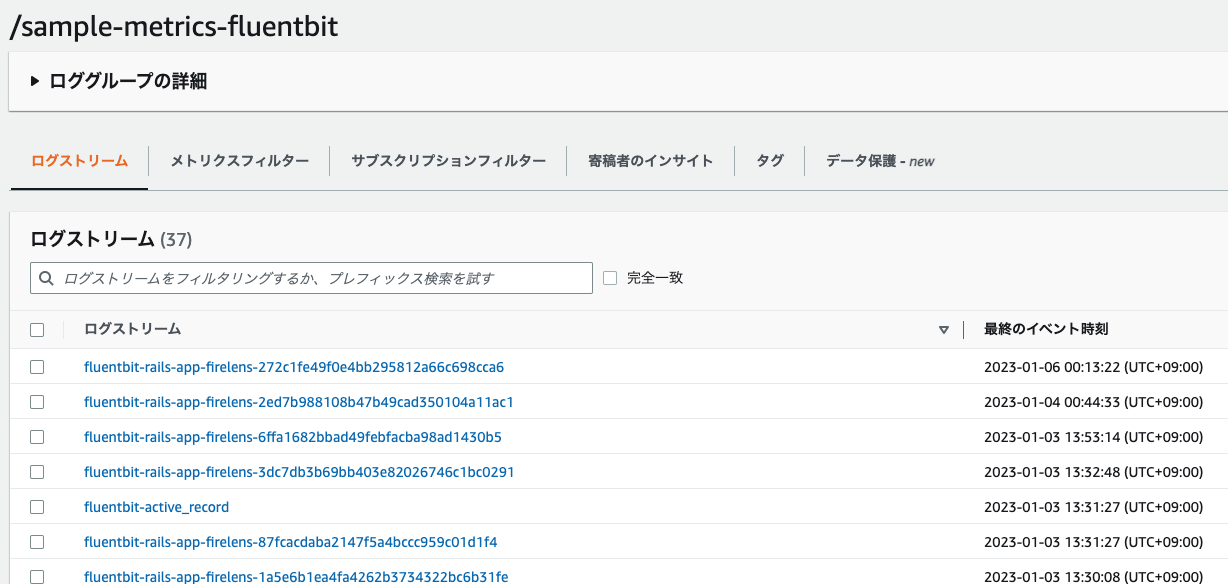 /sample-metrics-fluentbit
▶ ロググループの詳細
ログストリーム メトリクスフィルター サブスクリプションフィルター 寄稿者のインサイト タグ データ保護 - new
ログストリーム (37)
ログストリームをフィルタリングするか、プレフィックス検索を試す 完全一致
ログストリーム ▽ 最終のイベント時刻
fluentbit-rails-app-firelens-272c1fe49f0e4bb295812a66c698cca6 2023-01-06 00:13:22 (UTC+09:00)
fluentbit-rails-app-firelens-2ed7b988108b47b49cad350104a11ac1 2023-01-04 00:44:33 (UTC+09:00)
fluentbit-rails-app-firelens-6ffa1682bbad49febfacba98ad1430b5 2023-01-03 13:53:14 (UTC+09:00)
fluentbit-rails-app-firelens-3dc7db3b69bb403e82026746c1bc0291 2023-01-03 13:32:48 (UTC+09:00)
fluentbit-active_record 2023-01-03 13:31:27 (UTC+09:00)
fluentbit-rails-app-firelens-87fcacdaba2147f5a4bccc959c01d1f4 2023-01-03 13:31:27 (UTC+09:00)
fluentbit-rails-app-firelens-1a5e6b1ea4fa4262b3734322bc6b31fe 2023-01-03 13:30:08 (UTC+09:00)